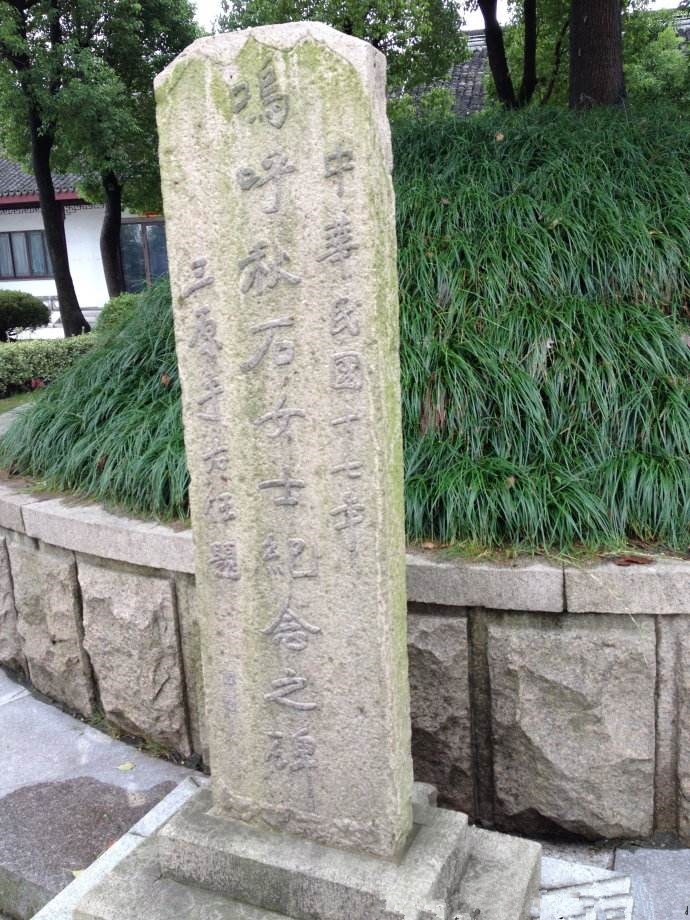 中華民國十七年
嗚呼秋石女士紀念之碑
三原于右任題